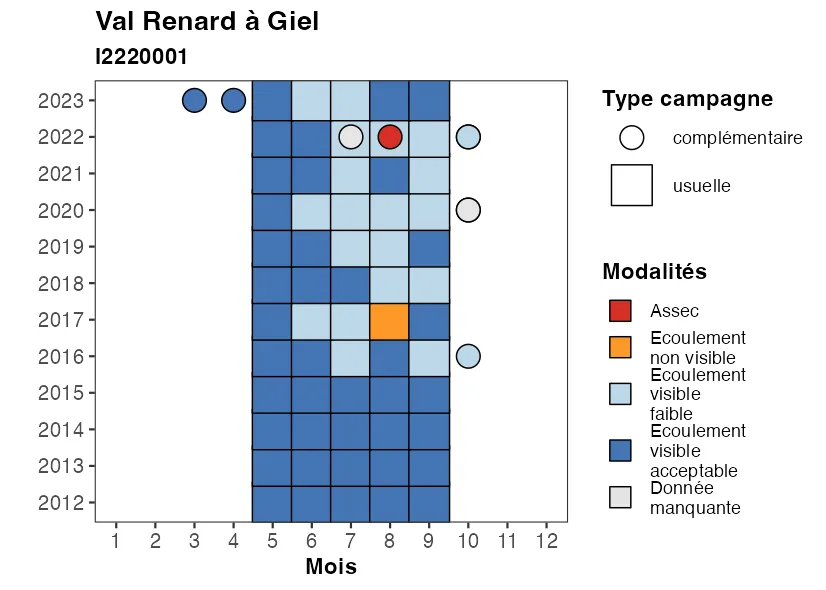 Val Renard à Giel
I2220001
2023
2022
2021
2020
2019
2018
2017
2016
2015
2014
2013
2012
1 2 3 4 5 6 7 8 9 10 11 12
Mois
Type campagne
complémentaire
usuelle
Modalités
Assec
Ecoulement
non visible
Ecoulement
visible
faible
Ecoulement
visible
acceptable
Donnée
manquante